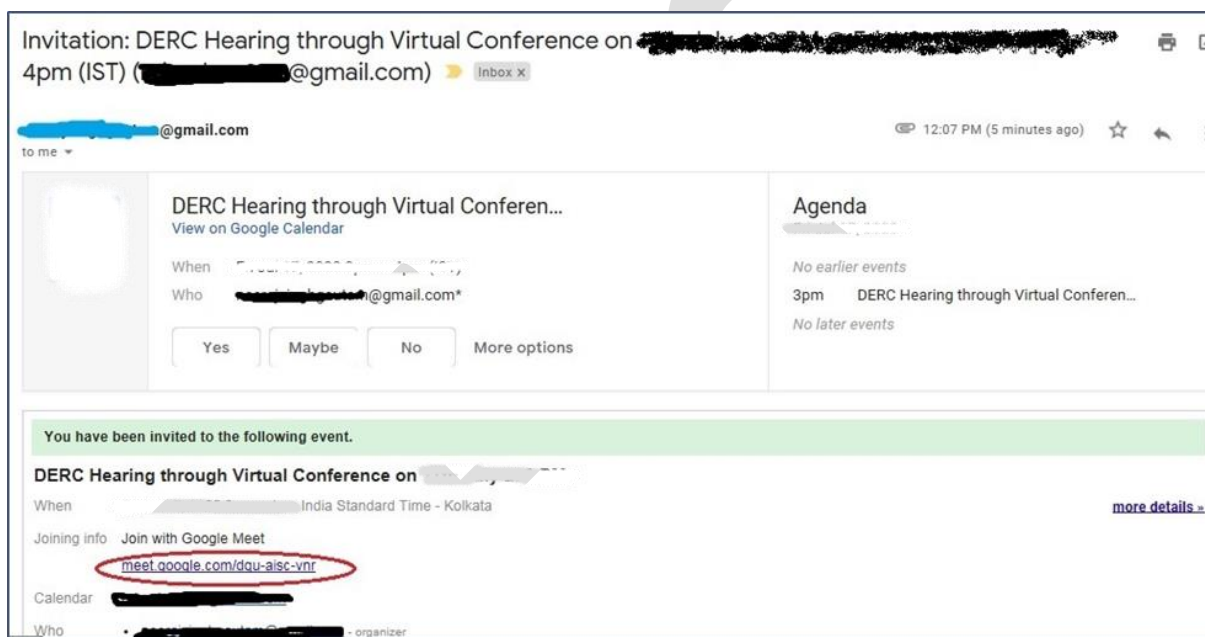 Invitation: DERC Hearing through Virtual Conference on
4pm (IST) ( @gmail.com) Inbox x
@gmail.com
12:07 PM (5 minutes ago)
to me
DERC Hearing through Virtual Conferen...
View on Google Calendar
When
Who @gmail.com*
Yes Maybe No More options
Agenda
No earlier events
3pm DERC Hearing through Virtual Conferen...
No later events
You have been invited to the following event.
DERC Hearing through Virtual Conference on
When India Standard Time - Kolkata
more details »
Joining info Join with Google Meet
meet.google.com/dqu-aisc-vnr
Calendar
Who • - organizer